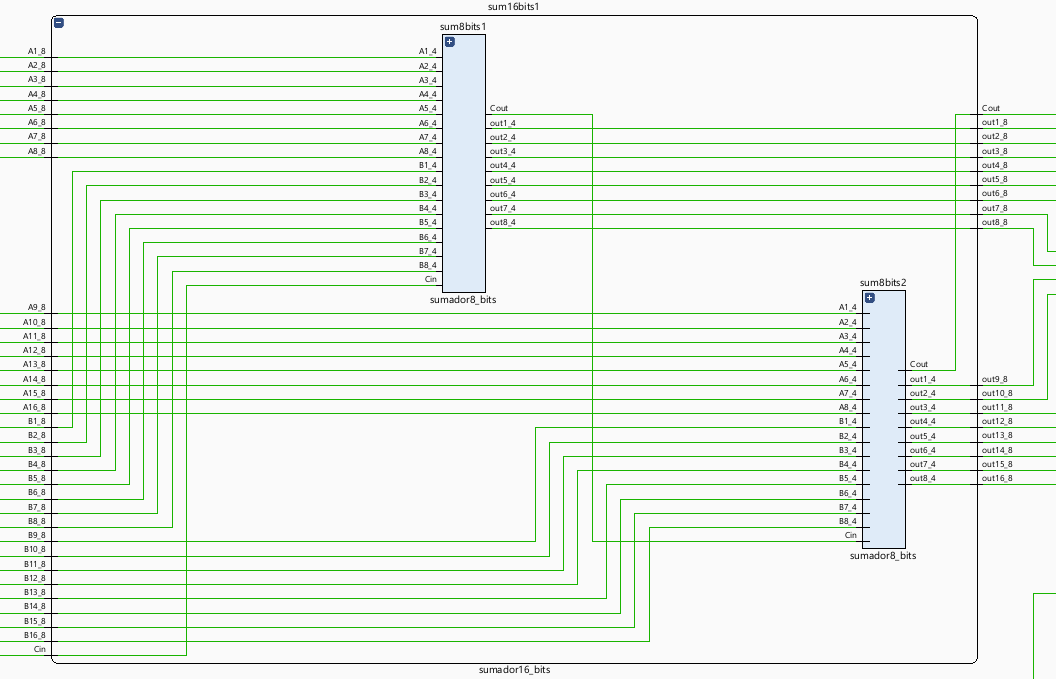 sum16bits1
sum8bits1
A1_8
A2_8
A3_8
A4_8
A5_8
A6_8
A7_8
A8_8
A1_4
A2_4
A3_4
A4_4
A5_4
A6_4
A7_4
A8_4
B1_4
B2_4
B3_4
B4_4
B5_4
B6_4
B7_4
B8_4
Cin
Cout
out1_4
out2_4
out3_4
out4_4
out5_4
out6_4
out7_4
out8_4
sumador8_bits
Cout
out1_8
out2_8
out3_8
out4_8
out5_8
out6_8
out7_8
out8_8
A9_8
A10_8
A11_8
A12_8
A13_8
A14_8
A15_8
A16_8
B1_8
B2_8
B3_8
B4_8
B5_8
B6_8
B7_8
B8_8
B9_8
B10_8
B11_8
B12_8
B13_8
B14_8
B15_8
B16_8
Cin
sum8bits2
A1_4
A2_4
A3_4
A4_4
A5_4
A6_4
A7_4
A8_4
B1_4
B2_4
B3_4
B4_4
B5_4
B6_4
B7_4
B8_4
Cin
Cout
out1_4
out2_4
out3_4
out4_4
out5_4
out6_4
out7_4
out8_4
sumador8_bits
out9_8
out10_8
out11_8
out12_8
out13_8
out14_8
out15_8
out16_8
sumador16_bits